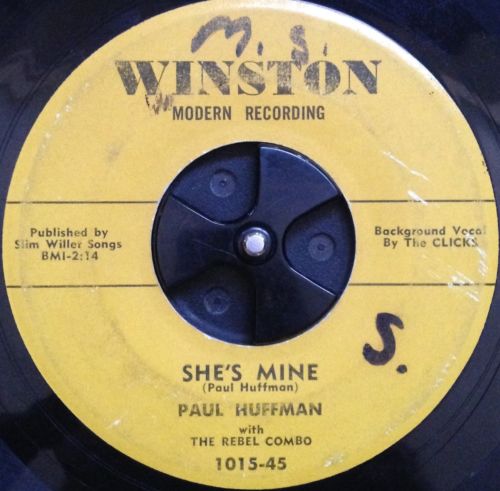 M. S.
WINSTON
MODERN RECORDING
Published by
Slim Willet Songs
BMI-2:14
Background Vocal
By The CLICKS
S.
SHE'S MINE
(Paul Huffman)
PAUL HUFFMAN
with
THE REBEL COMBO
1015-45